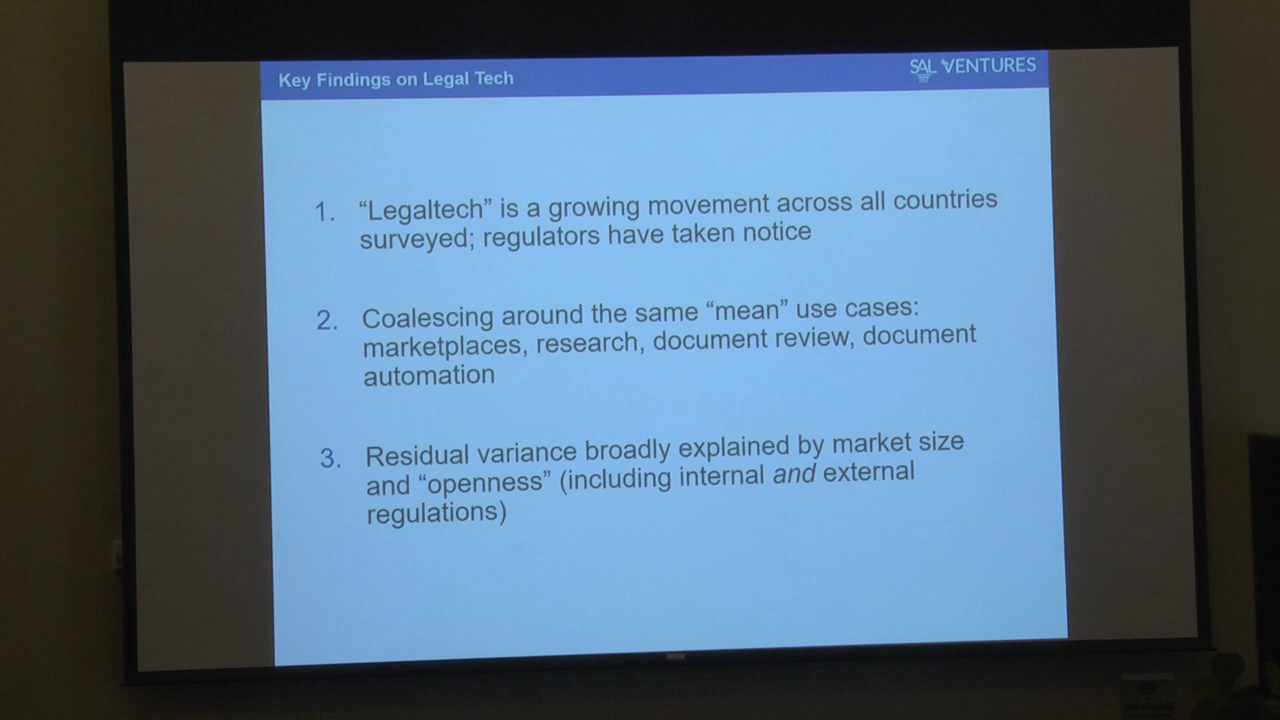 Key Findings on Legal Tech
SAL VENTURES
1. “Legaltech” is a growing movement across all countries
surveyed; regulators have taken notice
2. Coalescing around the same “mean” use cases:
marketplaces, research, document review, document
automation
3. Residual variance broadly explained by market size
and “openness” (including internal and external
regulations)